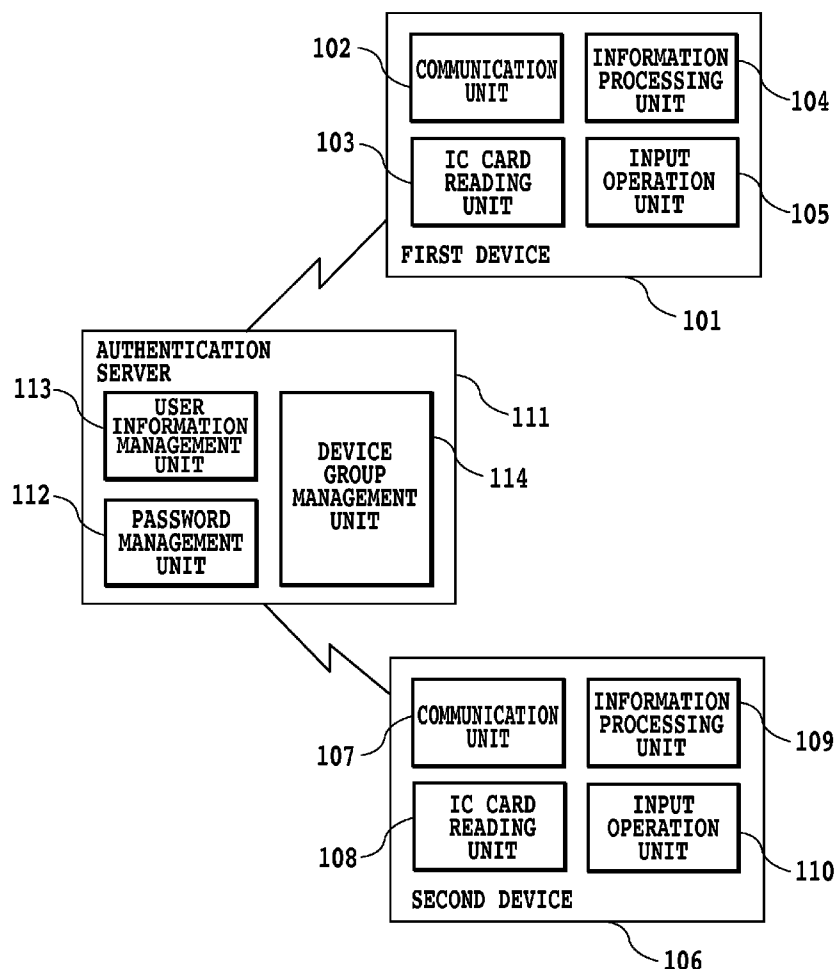 102
COMMUNICATION
UNIT
INFORMATION
PROCESSING
UNIT
104
103
IC CARD
READING
UNIT
INPUT
OPERATION
UNIT
105
FIRST DEVICE
101
AUTHENTICATION
SERVER
113
USER
INFORMATION
MANAGEMENT
UNIT
111
DEVICE
GROUP
MANAGEMENT
UNIT
114
112
PASSWORD
MANAGEMENT
UNIT
COMMUNICATION
UNIT
107
INFORMATION
PROCESSING
UNIT
109
IC CARD
READING
UNIT
108
INPUT
OPERATION
UNIT
110
SECOND DEVICE
106